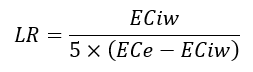 LR = ECiw / 5 × (ECe − ECiw)